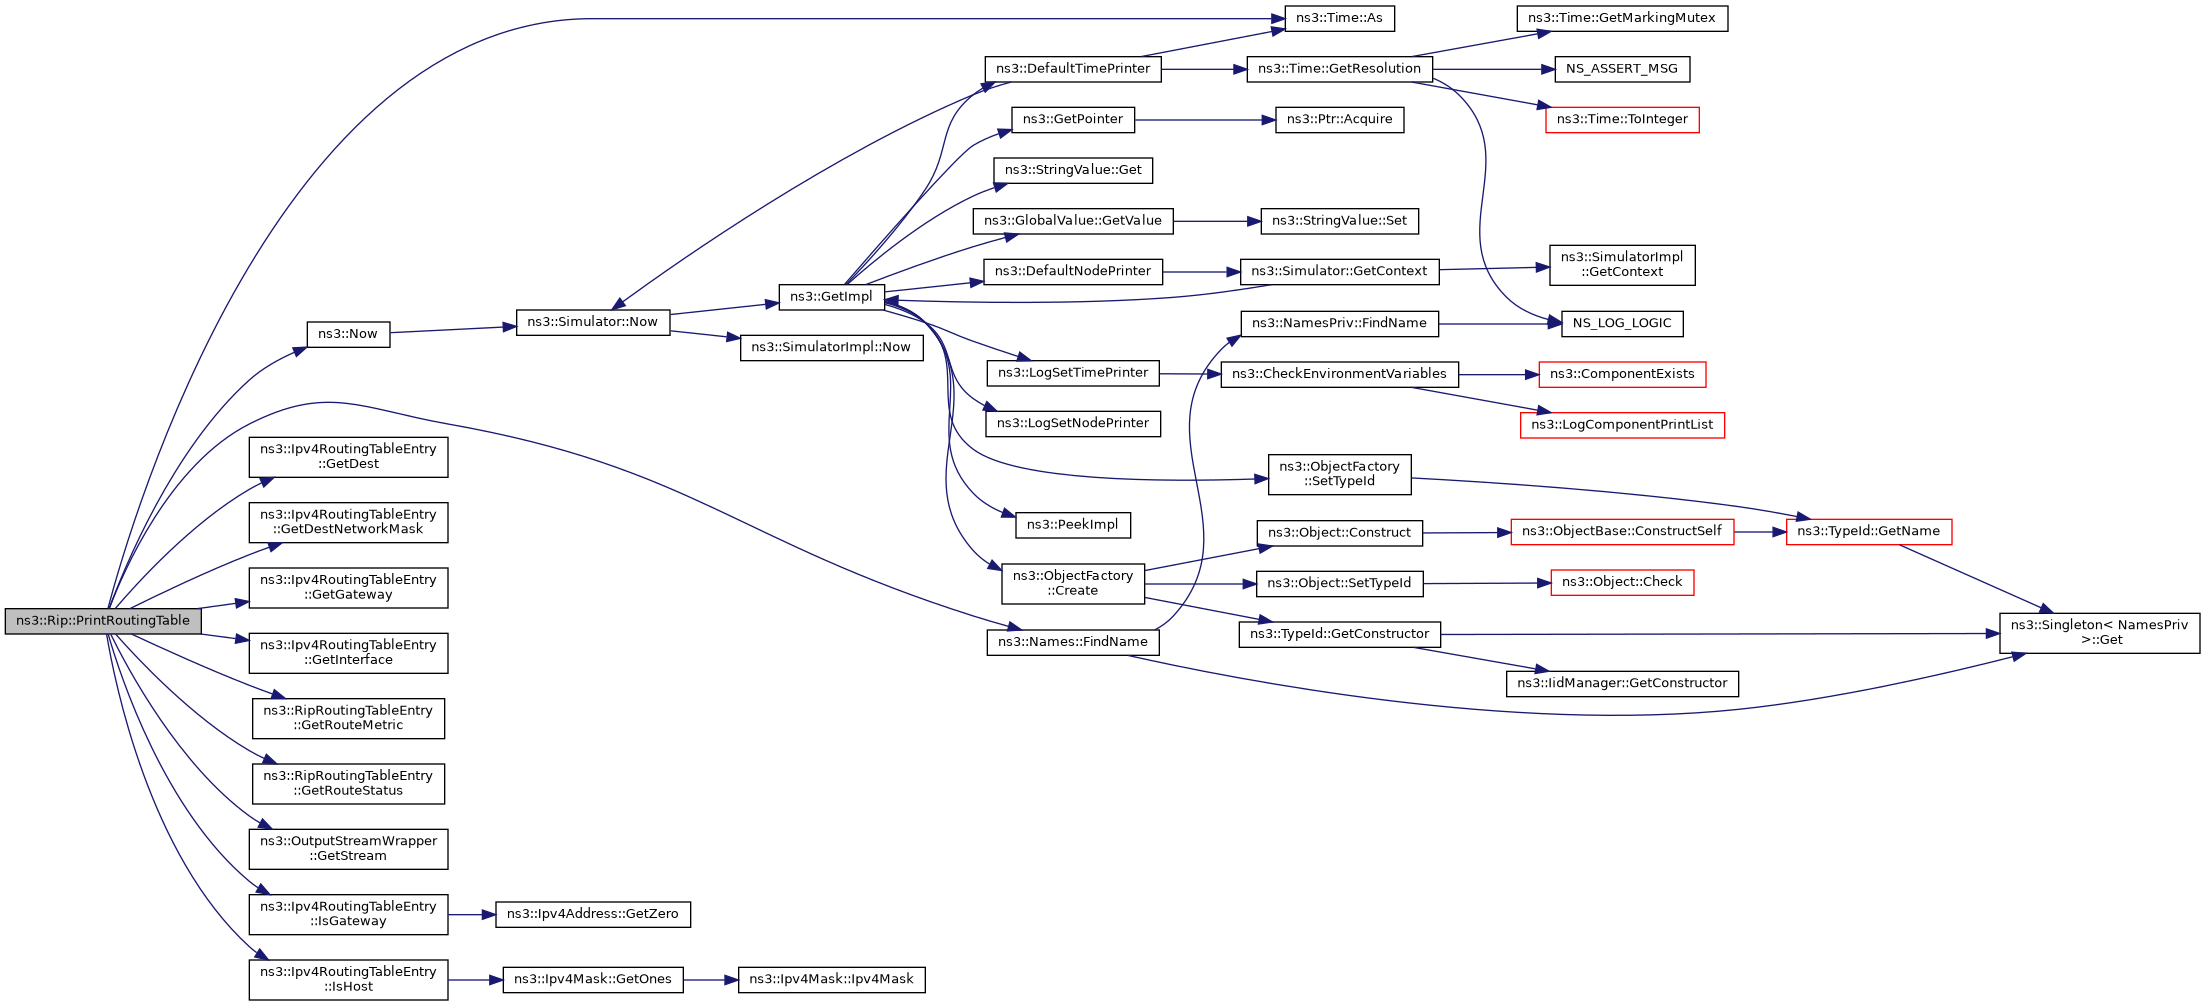 ns3::Rip::PrintRoutingTable
ns3::Time::As
ns3::Now
ns3::Simulator::Now
ns3::GetImpl
ns3::SimulatorImpl::Now
ns3::DefaultTimePrinter
ns3::Time::GetResolution
ns3::Time::GetMarkingMutex
NS_ASSERT_MSG
ns3::Time::ToInteger
NS_LOG_LOGIC
ns3::GetPointer
ns3::Ptr::Acquire
ns3::StringValue::Get
ns3::GlobalValue::GetValue
ns3::StringValue::Set
ns3::DefaultNodePrinter
ns3::Simulator::GetContext
ns3::SimulatorImpl
::GetContext
ns3::NamesPriv::FindName
ns3::LogSetTimePrinter
ns3::CheckEnvironmentVariables
ns3::ComponentExists
ns3::LogComponentPrintList
ns3::LogSetNodePrinter
ns3::ObjectFactory
::SetTypeId
ns3::PeekImpl
ns3::ObjectFactory
::Create
ns3::Object::Construct
ns3::ObjectBase::ConstructSelf
ns3::TypeId::GetName
ns3::Object::SetTypeId
ns3::Object::Check
ns3::TypeId::GetConstructor
ns3::IidManager::GetConstructor
ns3::Singleton< NamesPriv
>::Get
ns3::Names::FindName
ns3::Ipv4RoutingTableEntry
::GetDest
ns3::Ipv4RoutingTableEntry
::GetDestNetworkMask
ns3::Ipv4RoutingTableEntry
::GetGateway
ns3::Ipv4RoutingTableEntry
::GetInterface
ns3::RipRoutingTableEntry
::GetRouteMetric
ns3::RipRoutingTableEntry
::GetRouteStatus
ns3::OutputStreamWrapper
::GetStream
ns3::Ipv4RoutingTableEntry
::IsGateway
ns3::Ipv4Address::GetZero
ns3::Ipv4RoutingTableEntry
::IsHost
ns3::Ipv4Mask::GetOnes
ns3::Ipv4Mask::Ipv4Mask